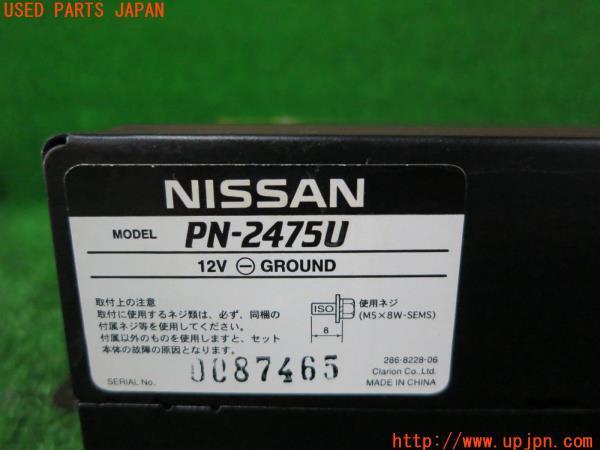 USED PARTS JAPAN
NISSAN
MODEL PN-2475U
12V ⊖ GROUND
取付上の注意
取付に使用するネジ類は、必ず、同梱の
付属ネジ等を使用してください。
付属以外のものを使用しますと、セット
本体の故障の原因となります。
ISO
8
使用ネジ
(M5×8W-SEMS)
SERIAL No. 0087465
286-8228-06
Clarion Co.,Ltd.
MADE IN CHINA
http://www.upjpn.com/